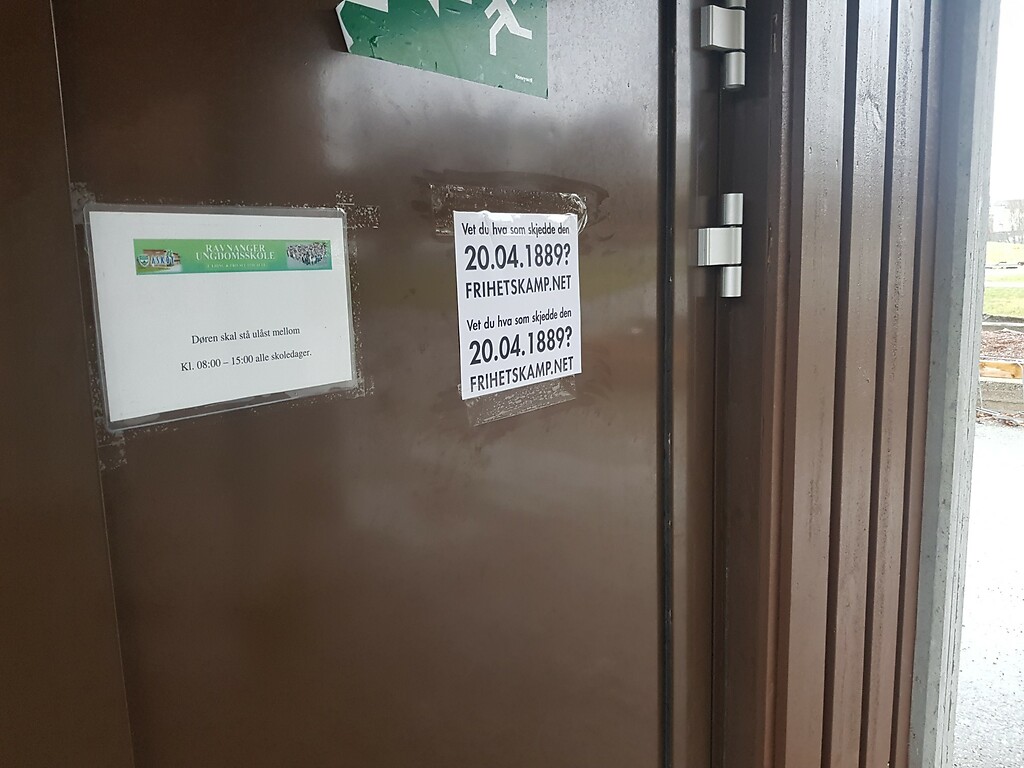 RAVNANGER
UNGDOMSSKOLE
Døren skal stå ulåst mellom
Kl. 08:00 – 15:00 alle skoledager.
Vet du hva som skjedde den
20.04.1889?
FRIHETSKAMP.NET
Vet du hva som skjedde den
20.04.1889?
FRIHETSKAMP.NET